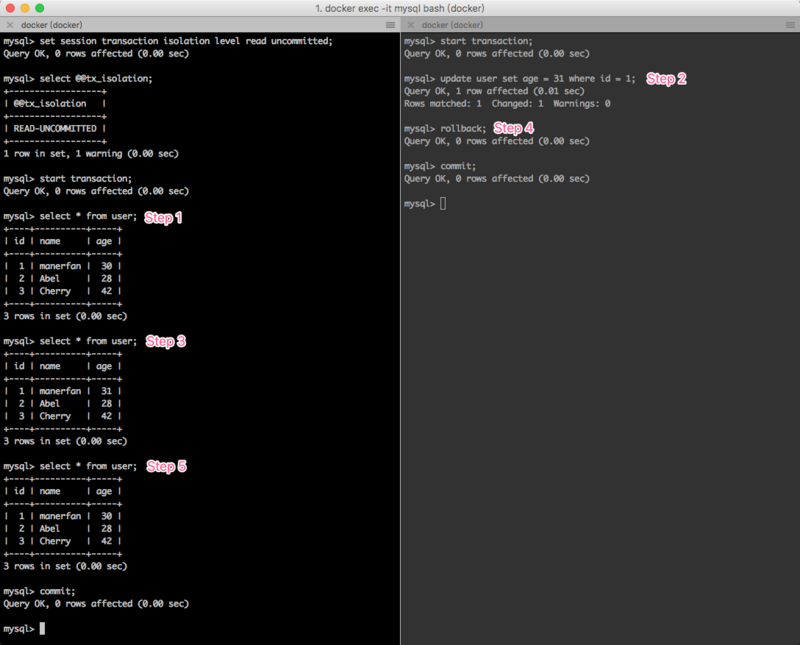 1. docker exec -it mysql bash (docker)
docker (docker)
mysql> set session transaction isolation level read uncommitted;
Query OK, 0 rows affected (0.00 sec)
mysql> select @@tx_isolation;
+------------------+
| @@tx_isolation   |
+------------------+
| READ-UNCOMMITTED |
+------------------+
1 row in set, 1 warning (0.00 sec)
mysql> start transaction;
Query OK, 0 rows affected (0.00 sec)
mysql> select * from user; Step 1
+----+----------+-----+
| id | name     | age |
+----+----------+-----+
|  1 | manerfan |  30 |
|  2 | Abel     |  28 |
|  3 | Cherry   |  42 |
+----+----------+-----+
3 rows in set (0.00 sec)
mysql> select * from user; Step 3
+----+----------+-----+
| id | name     | age |
+----+----------+-----+
|  1 | manerfan |  31 |
|  2 | Abel     |  28 |
|  3 | Cherry   |  42 |
+----+----------+-----+
3 rows in set (0.00 sec)
mysql> select * from user; Step 5
+----+----------+-----+
| id | name     | age |
+----+----------+-----+
|  1 | manerfan |  30 |
|  2 | Abel     |  28 |
|  3 | Cherry   |  42 |
+----+----------+-----+
3 rows in set (0.00 sec)
mysql> commit;
Query OK, 0 rows affected (0.00 sec)
mysql>
docker (docker)
mysql> start transaction;
Query OK, 0 rows affected (0.00 sec)
mysql> update user set age = 31 where id = 1; Step 2
Query OK, 1 row affected (0.01 sec)
Rows matched: 1  Changed: 1  Warnings: 0
mysql> rollback; Step 4
Query OK, 0 rows affected (0.00 sec)
mysql> commit;
Query OK, 0 rows affected (0.00 sec)
mysql>